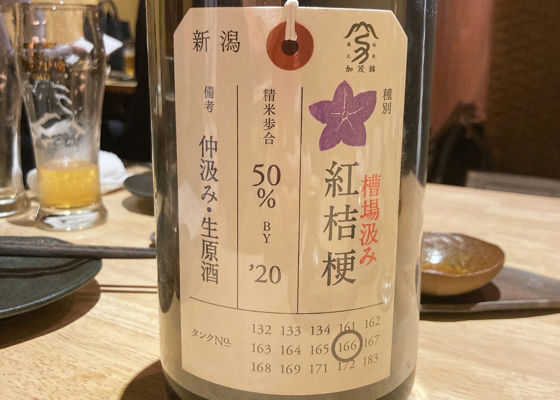 新潟
加茂錦
種別
紅桔梗
槽場汲み
精米歩合
50%
BY
'20
備考
仲汲み・生原酒
タンクNo.
132 133 134 161 162
163 164 165 166 167
168 169 171 172 183